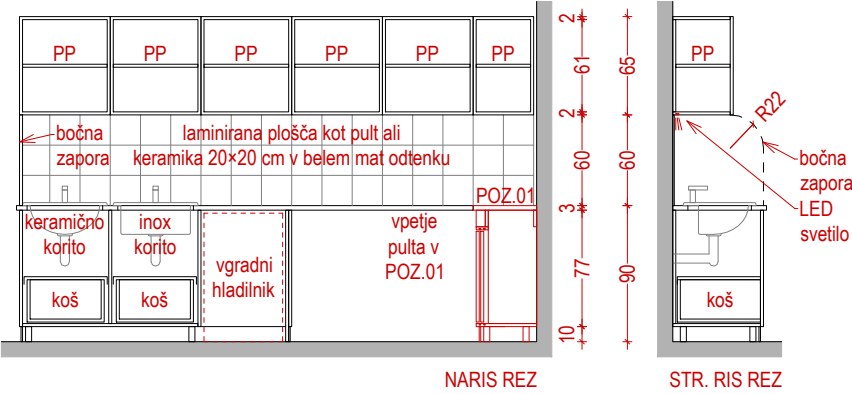 PP PP PP PP PP PP
bočna
zapora
laminirana plošča kot pult ali
keramika 20×20 cm v belem mat odtenku
POZ.01
keramično
korito
inox
korito
vgradni
hladilnik
vpetje
pulta v
POZ.01
koš
koš
2
61
2
60
3
77
10
65
60
90
PP
R22
bočna
zapora
LED
svetilo
koš
NARIS REZ
STR. RIS REZ